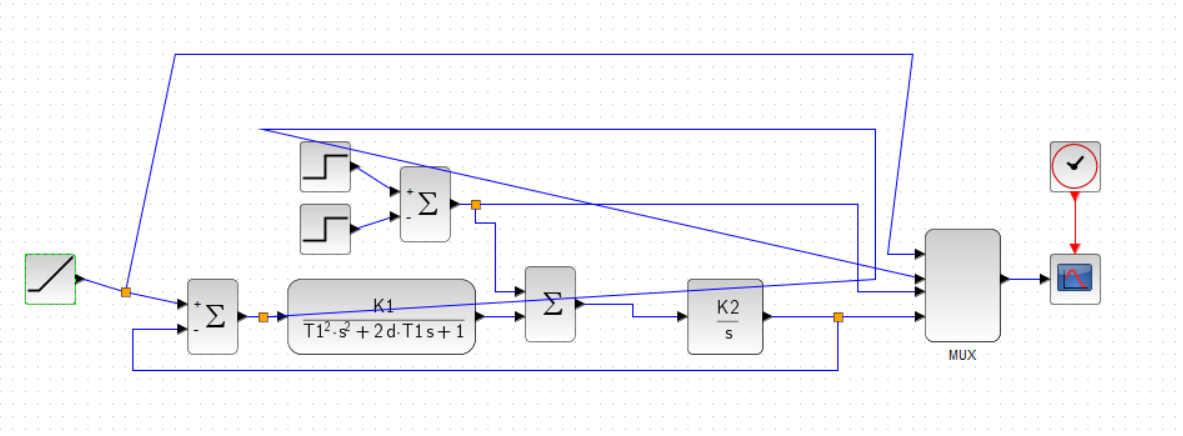 +
-
Σ
+
-
Σ
K1
T1²·s²+2d·T1s+1
Σ
K2
s
MUX